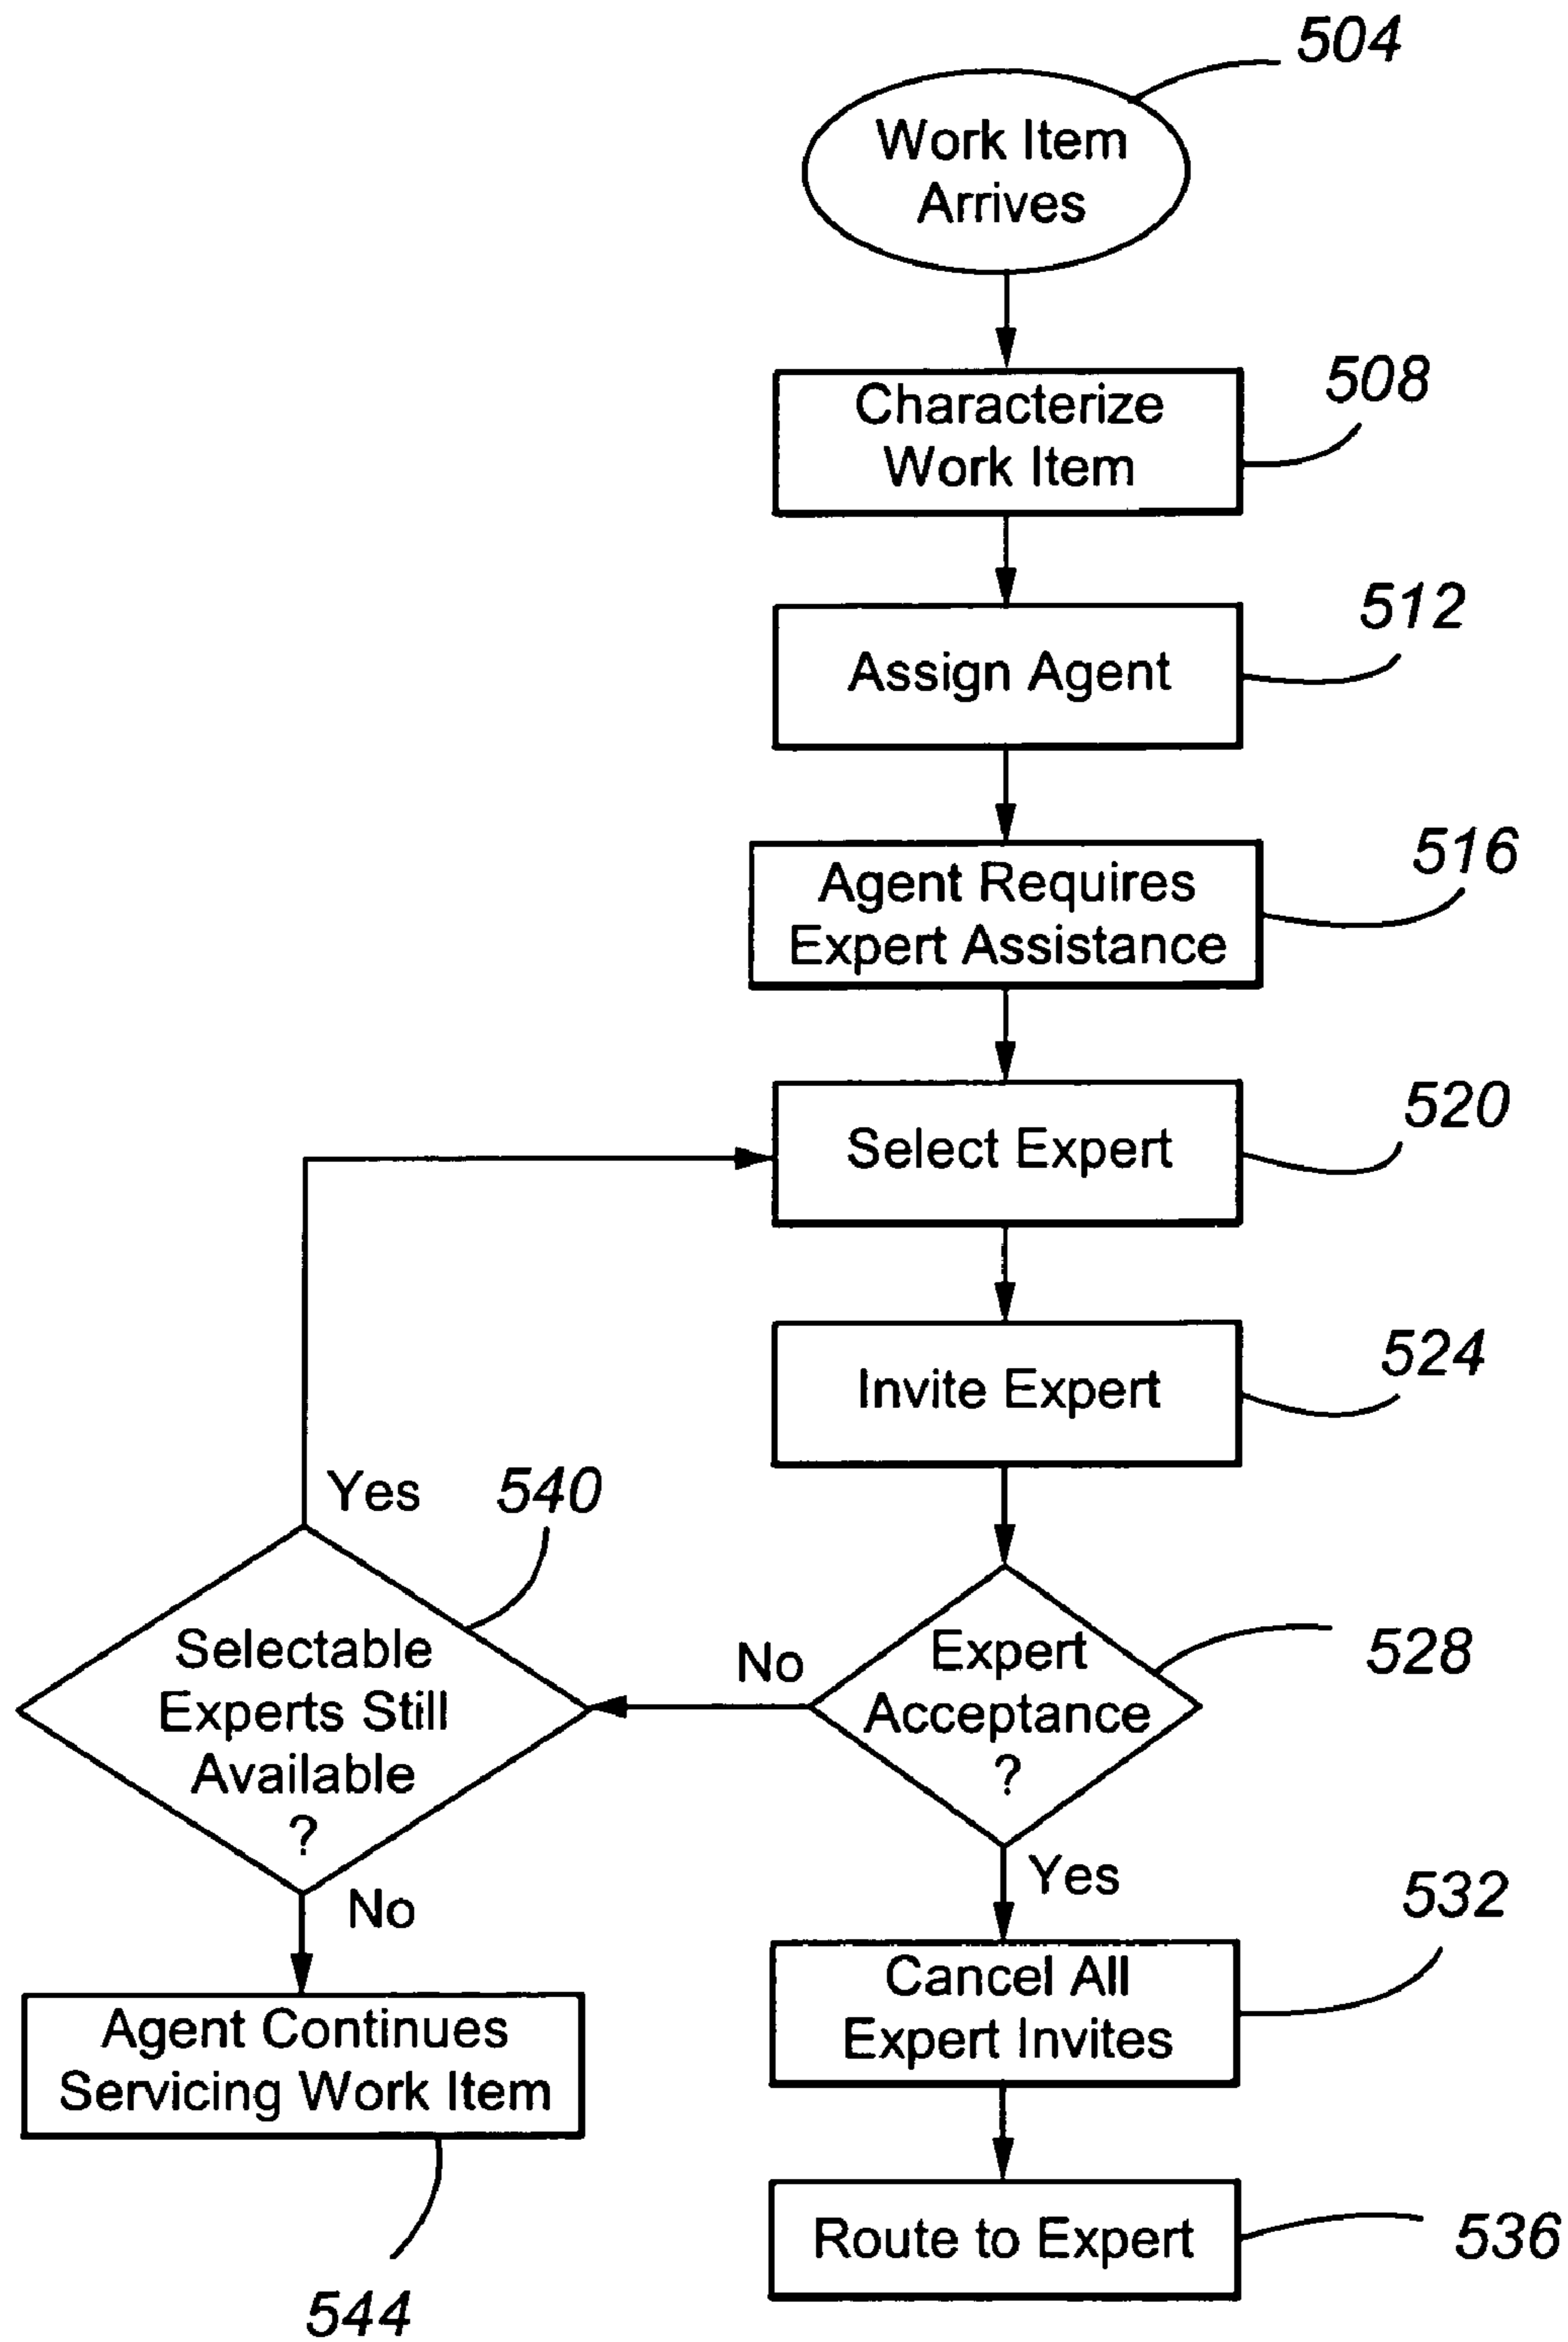 504
Work Item
Arrives
508
Characterize
Work Item
512
Assign Agent
516
Agent Requires
Expert Assistance
520
Select Expert
524
Invite Expert
Yes
540
528
Selectable
Experts Still
Available
?
No
Expert
Acceptance
?
Yes
No
532
Cancel All
Expert Invites
Agent Continues
Servicing Work Item
536
Route to Expert
544